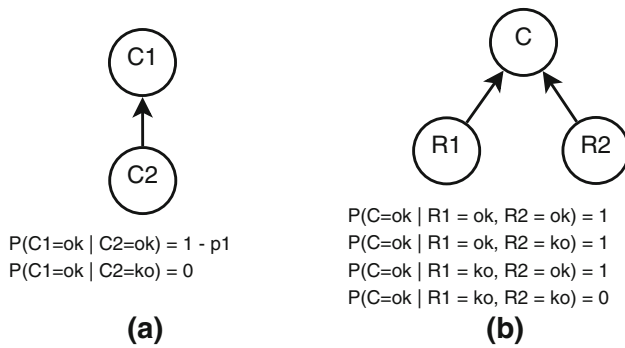 C1
C2
P(C1=ok | C2=ok) = 1 - p1
P(C1=ok | C2=ko) = 0
(a)
C
R1
R2
P(C=ok | R1 = ok, R2 = ok) = 1
P(C=ok | R1 = ok, R2 = ko) = 1
P(C=ok | R1 = ko, R2 = ok) = 1
P(C=ok | R1 = ko, R2 = ko) = 0
(b)